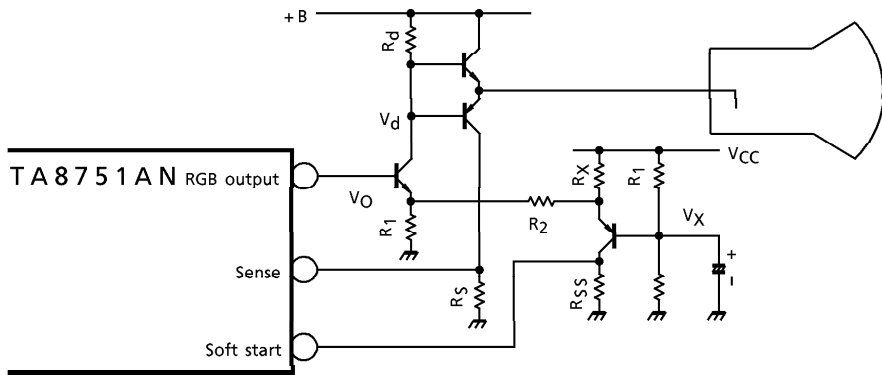 +B
Rd
Vd
VCC
TA8751AN RGB output
VO
RX
R1
R1
R2
VX
+
-
Sense
RS
RSS
Soft start